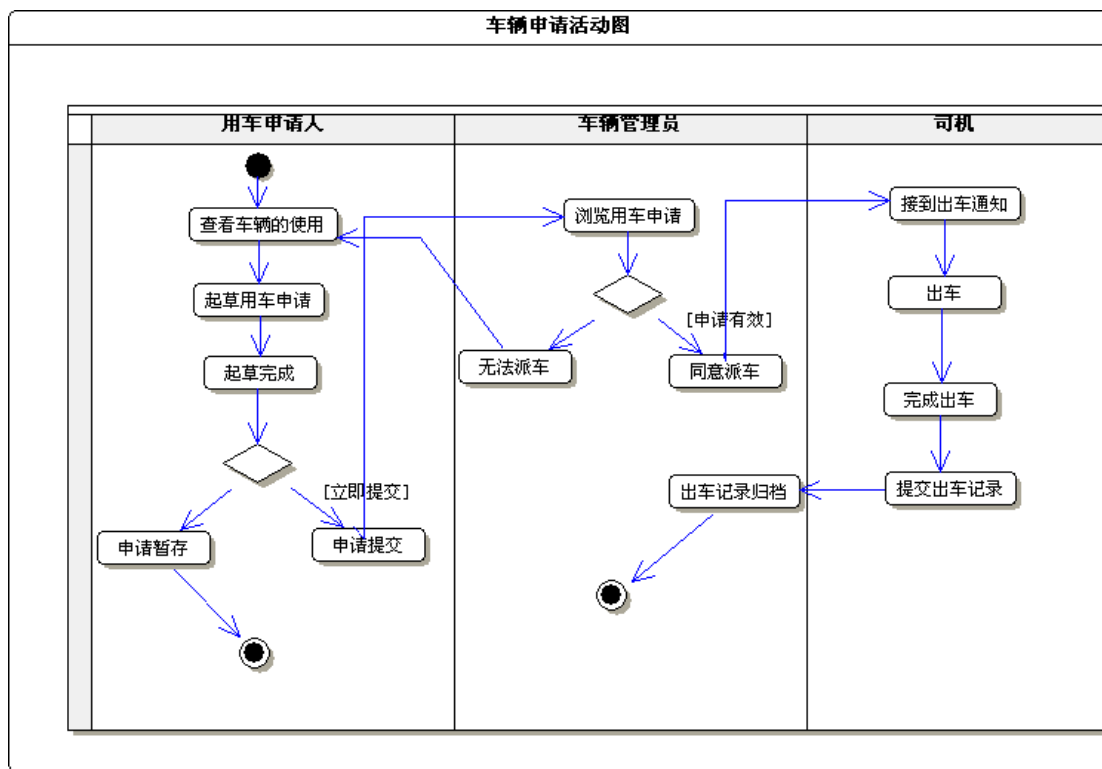 车辆申请活动图
用车申请人
车辆管理员
司机
查看车辆的使用
起草用车申请
起草完成
[立即提交]
申请暂存
申请提交
浏览用车申请
[申请有效]
无法派车
同意派车
出车记录归档
接到出车通知
出车
完成出车
提交出车记录